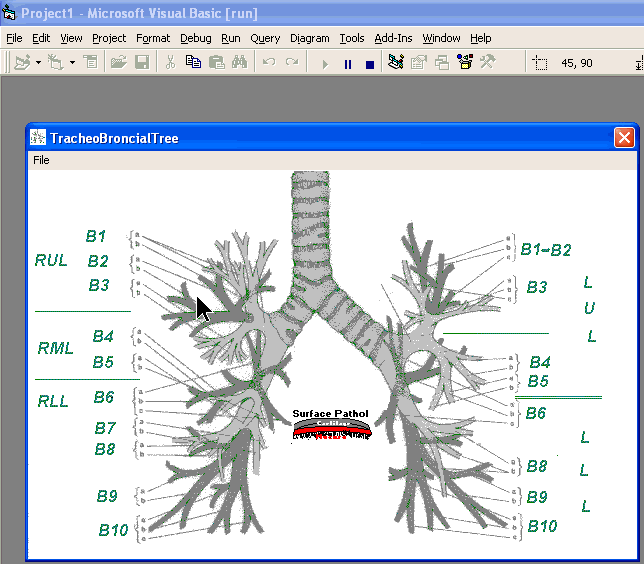 Project1 - Microsoft Visual Basic [run]
File Edit View Project Format Debug Run Query Diagram Tools Add-Ins Window Help
45, 90
TracheoBroncialTree
File
B1
RUL B2
B3
B1-B2
B3 L
U
L
B4
RML
B5
B4
B5
RLL B6
B7
B8
B6
L
B8 L
B9
B10
B9
L
B10
Surface Pathol